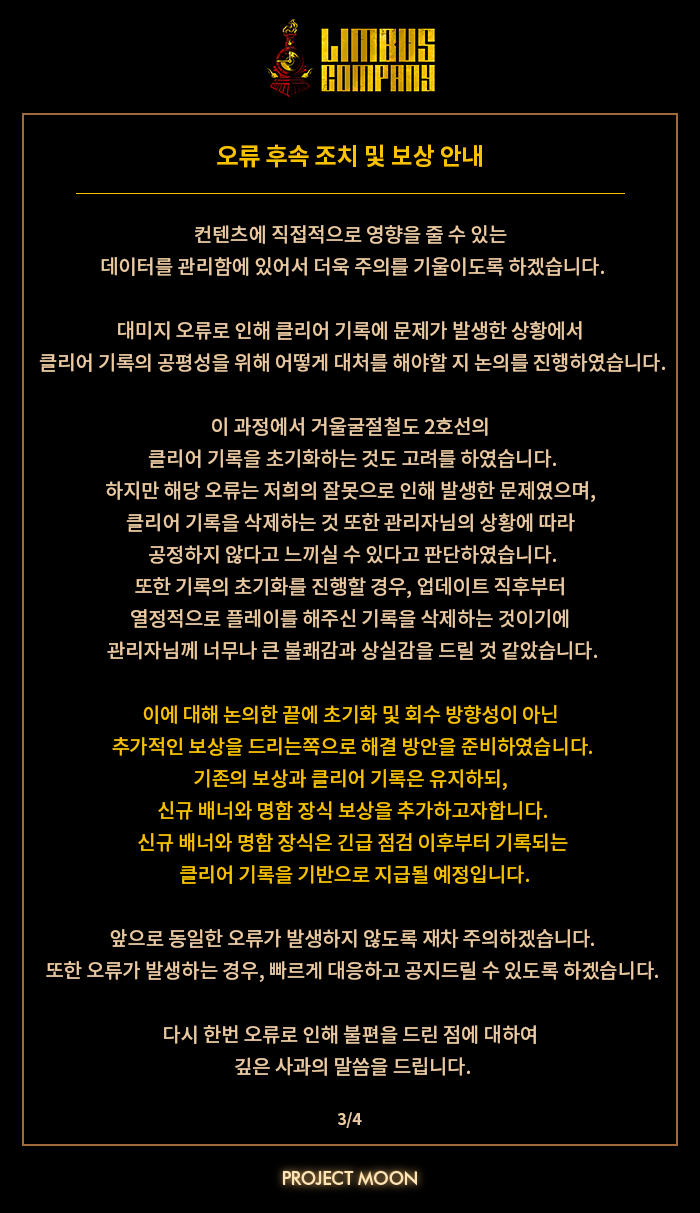 LIMBUS
COMPANY
오류 후속 조치 및 보상 안내
컨텐츠에 직접적으로 영향을 줄 수 있는
데이터를 관리함에 있어서 더욱 주의를 기울이도록 하겠습니다.
대미지 오류로 인해 클리어 기록에 문제가 발생한 상황에서
클리어 기록의 공평성을 위해 어떻게 대처를 해야할 지 논의를 진행하였습니다.
이 과정에서 거울굴절철도 2호선의
클리어 기록을 초기화하는 것도 고려를 하였습니다.
하지만 해당 오류는 저희의 잘못으로 인해 발생한 문제였으며,
클리어 기록을 삭제하는 것 또한 관리자님의 상황에 따라
공정하지 않다고 느끼실 수 있다고 판단하였습니다.
또한 기록의 초기화를 진행할 경우, 업데이트 직후부터
열정적으로 플레이를 해주신 기록을 삭제하는 것이기에
관리자님께 너무나 큰 불쾌감과 상실감을 드릴 것 같았습니다.
이에 대해 논의한 끝에 초기화 및 회수 방향성이 아닌
추가적인 보상을 드리는쪽으로 해결 방안을 준비하였습니다.
기존의 보상과 클리어 기록은 유지하되,
신규 배너와 명함 장식 보상을 추가하고자합니다.
신규 배너와 명함 장식은 긴급 점검 이후부터 기록되는
클리어 기록을 기반으로 지급될 예정입니다.
앞으로 동일한 오류가 발생하지 않도록 재차 주의하겠습니다.
또한 오류가 발생하는 경우, 빠르게 대응하고 공지드릴 수 있도록 하겠습니다.
다시 한번 오류로 인해 불편을 드린 점에 대하여
깊은 사과의 말씀을 드립니다.
3/4
PROJECT MOON